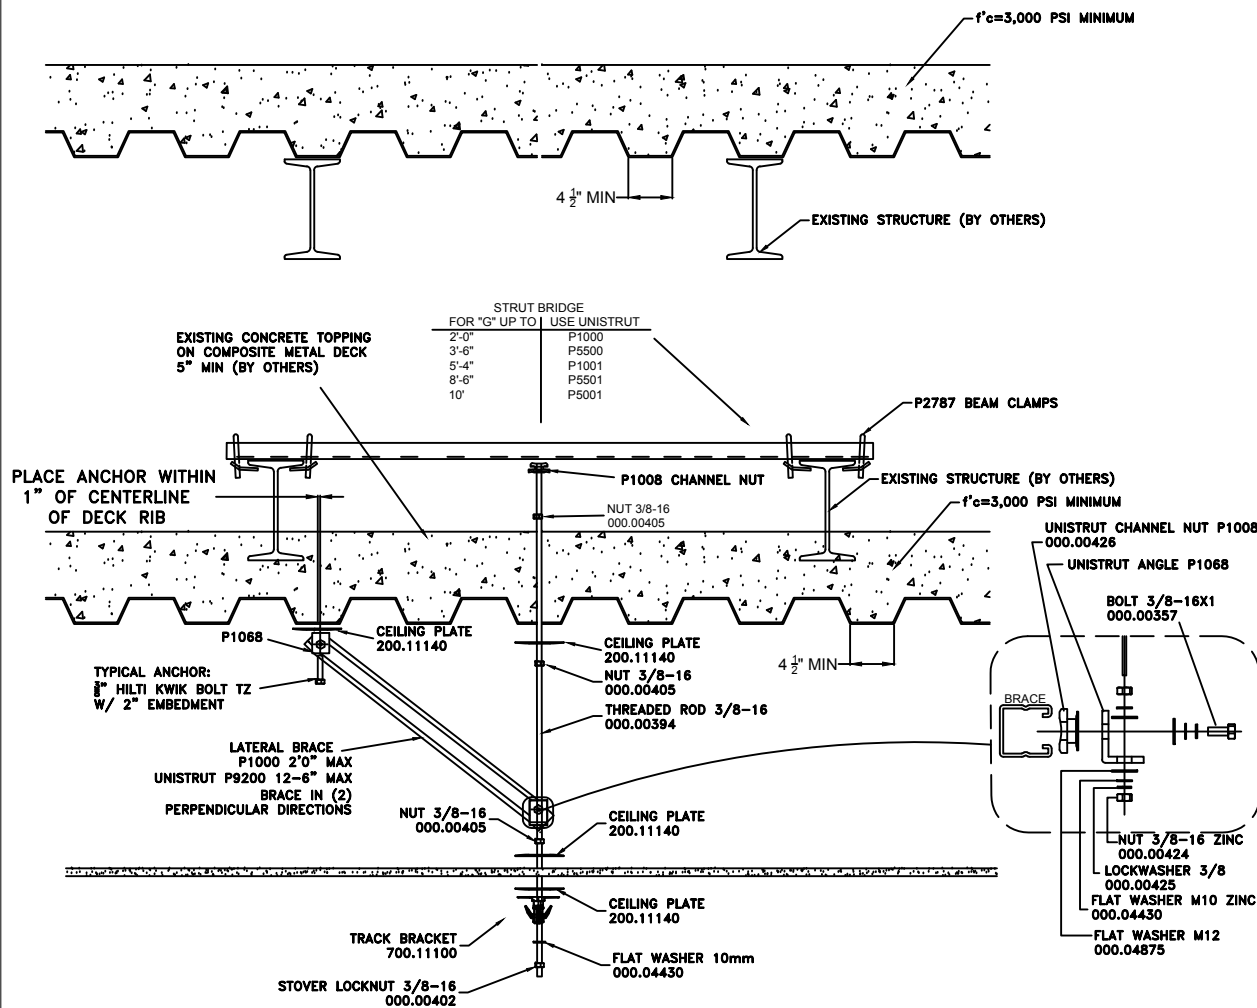 f'c=3,000 PSI MINIMUM
4 1/2" MIN
EXISTING STRUCTURE (BY OTHERS)
STRUT BRIDGE
FOR "G" UP TO USE UNISTRUT
2'-0" P1000
3'-6" P5500
5'-4" P1001
8'-6" P5501
10' P5001
EXISTING CONCRETE TOPPING
ON COMPOSITE METAL DECK
5" MIN (BY OTHERS)
P2787 BEAM CLAMPS
PLACE ANCHOR WITHIN
1" OF CENTERLINE
OF DECK RIB
P1008 CHANNEL NUT
NUT 3/8-16
000.00405
EXISTING STRUCTURE (BY OTHERS)
f'c=3,000 PSI MINIMUM
UNISTRUT CHANNEL NUT P1008
000.00426
UNISTRUT ANGLE P1068
BOLT 3/8-16X1
000.00357
P1068
CEILING PLATE
200.11140
CEILING PLATE
200.11140
4 1/2" MIN
TYPICAL ANCHOR:
" HILTI KWIK BOLT TZ
W/ 2" EMBEDMENT
NUT 3/8-16
000.00405
THREADED ROD 3/8-16
000.00394
BRACE
LATERAL BRACE
P1000 2'0" MAX
UNISTRUT P9200 12-6" MAX
BRACE IN (2)
PERPENDICULAR DIRECTIONS
NUT 3/8-16
000.00405
CEILING PLATE
200.11140
NUT 3/8-16 ZINC
000.00424
LOCKWASHER 3/8
000.00425
FLAT WASHER M10 ZINC
000.04430
FLAT WASHER M12
000.04875
CEILING PLATE
200.11140
TRACK BRACKET
700.11100
FLAT WASHER 10mm
000.04430
STOVER LOCKNUT 3/8-16
000.00402